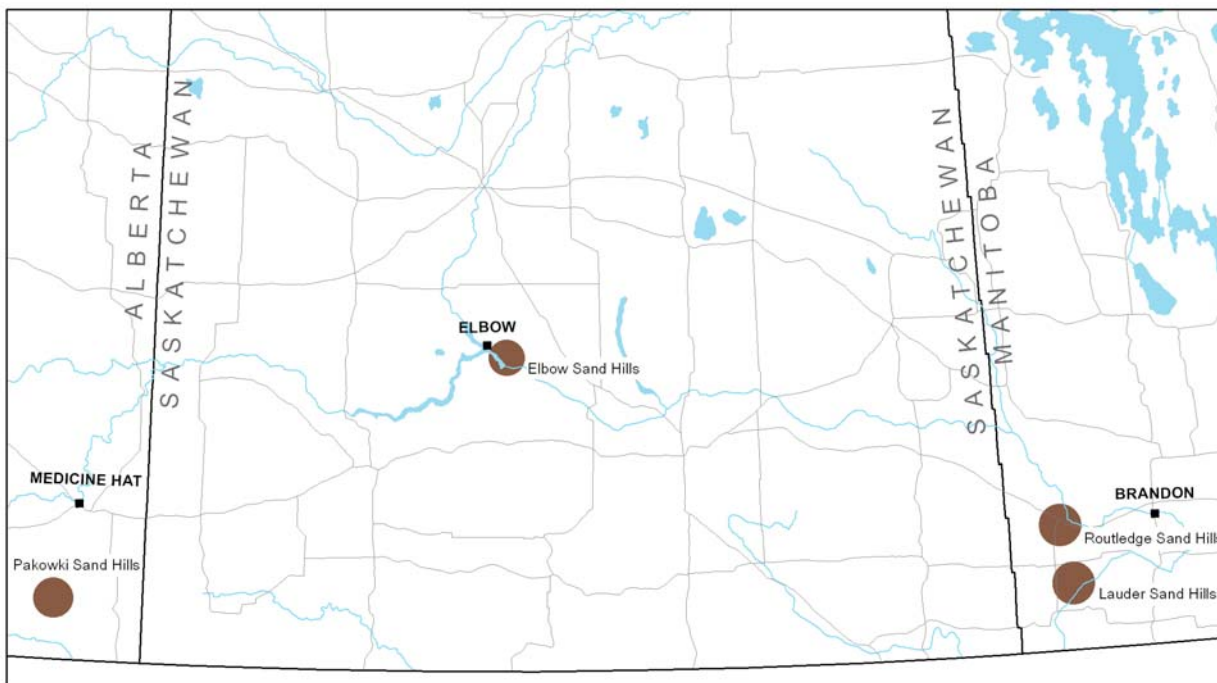 ALBERTA
SASKATCHEWAN
SASKATCHEWAN
MANITOBA
ELBOW
Elbow Sand Hills
MEDICINE HAT
BRANDON
Routledge Sand Hills
Pakowki Sand Hills
Lauder Sand Hills